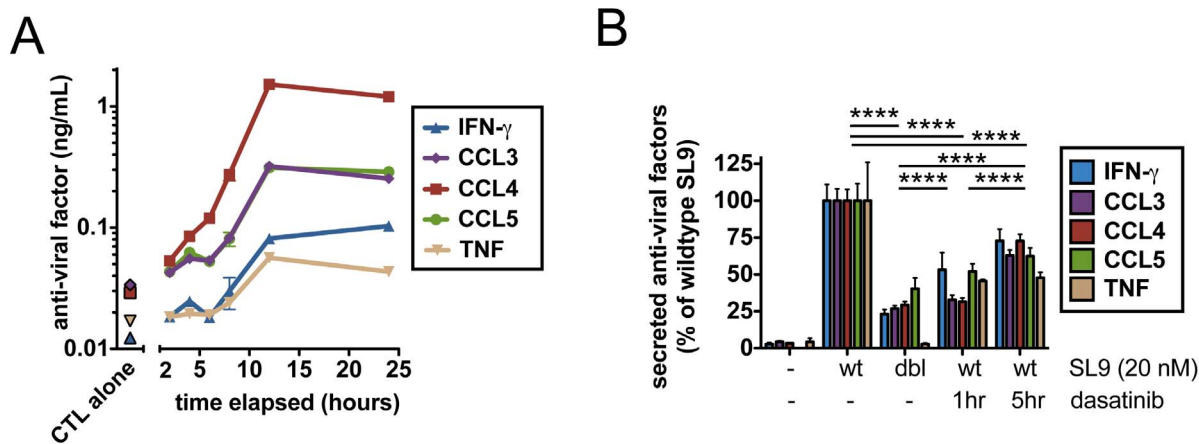 A
anti-viral factor (ng/mL)
1
0.1
0.01
CTL alone
2 5 10 15 20 25
time elapsed (hours)
IFN-γ
CCL3
CCL4
CCL5
TNF
B
secreted anti-viral factors
(% of wildtype SL9)
125
100
75
50
25
0
**** **** ****
****
**** ****
- wt dbl wt wt SL9 (20 nM)
- - - 1hr 5hr dasatinib
IFN-γ
CCL3
CCL4
CCL5
TNF